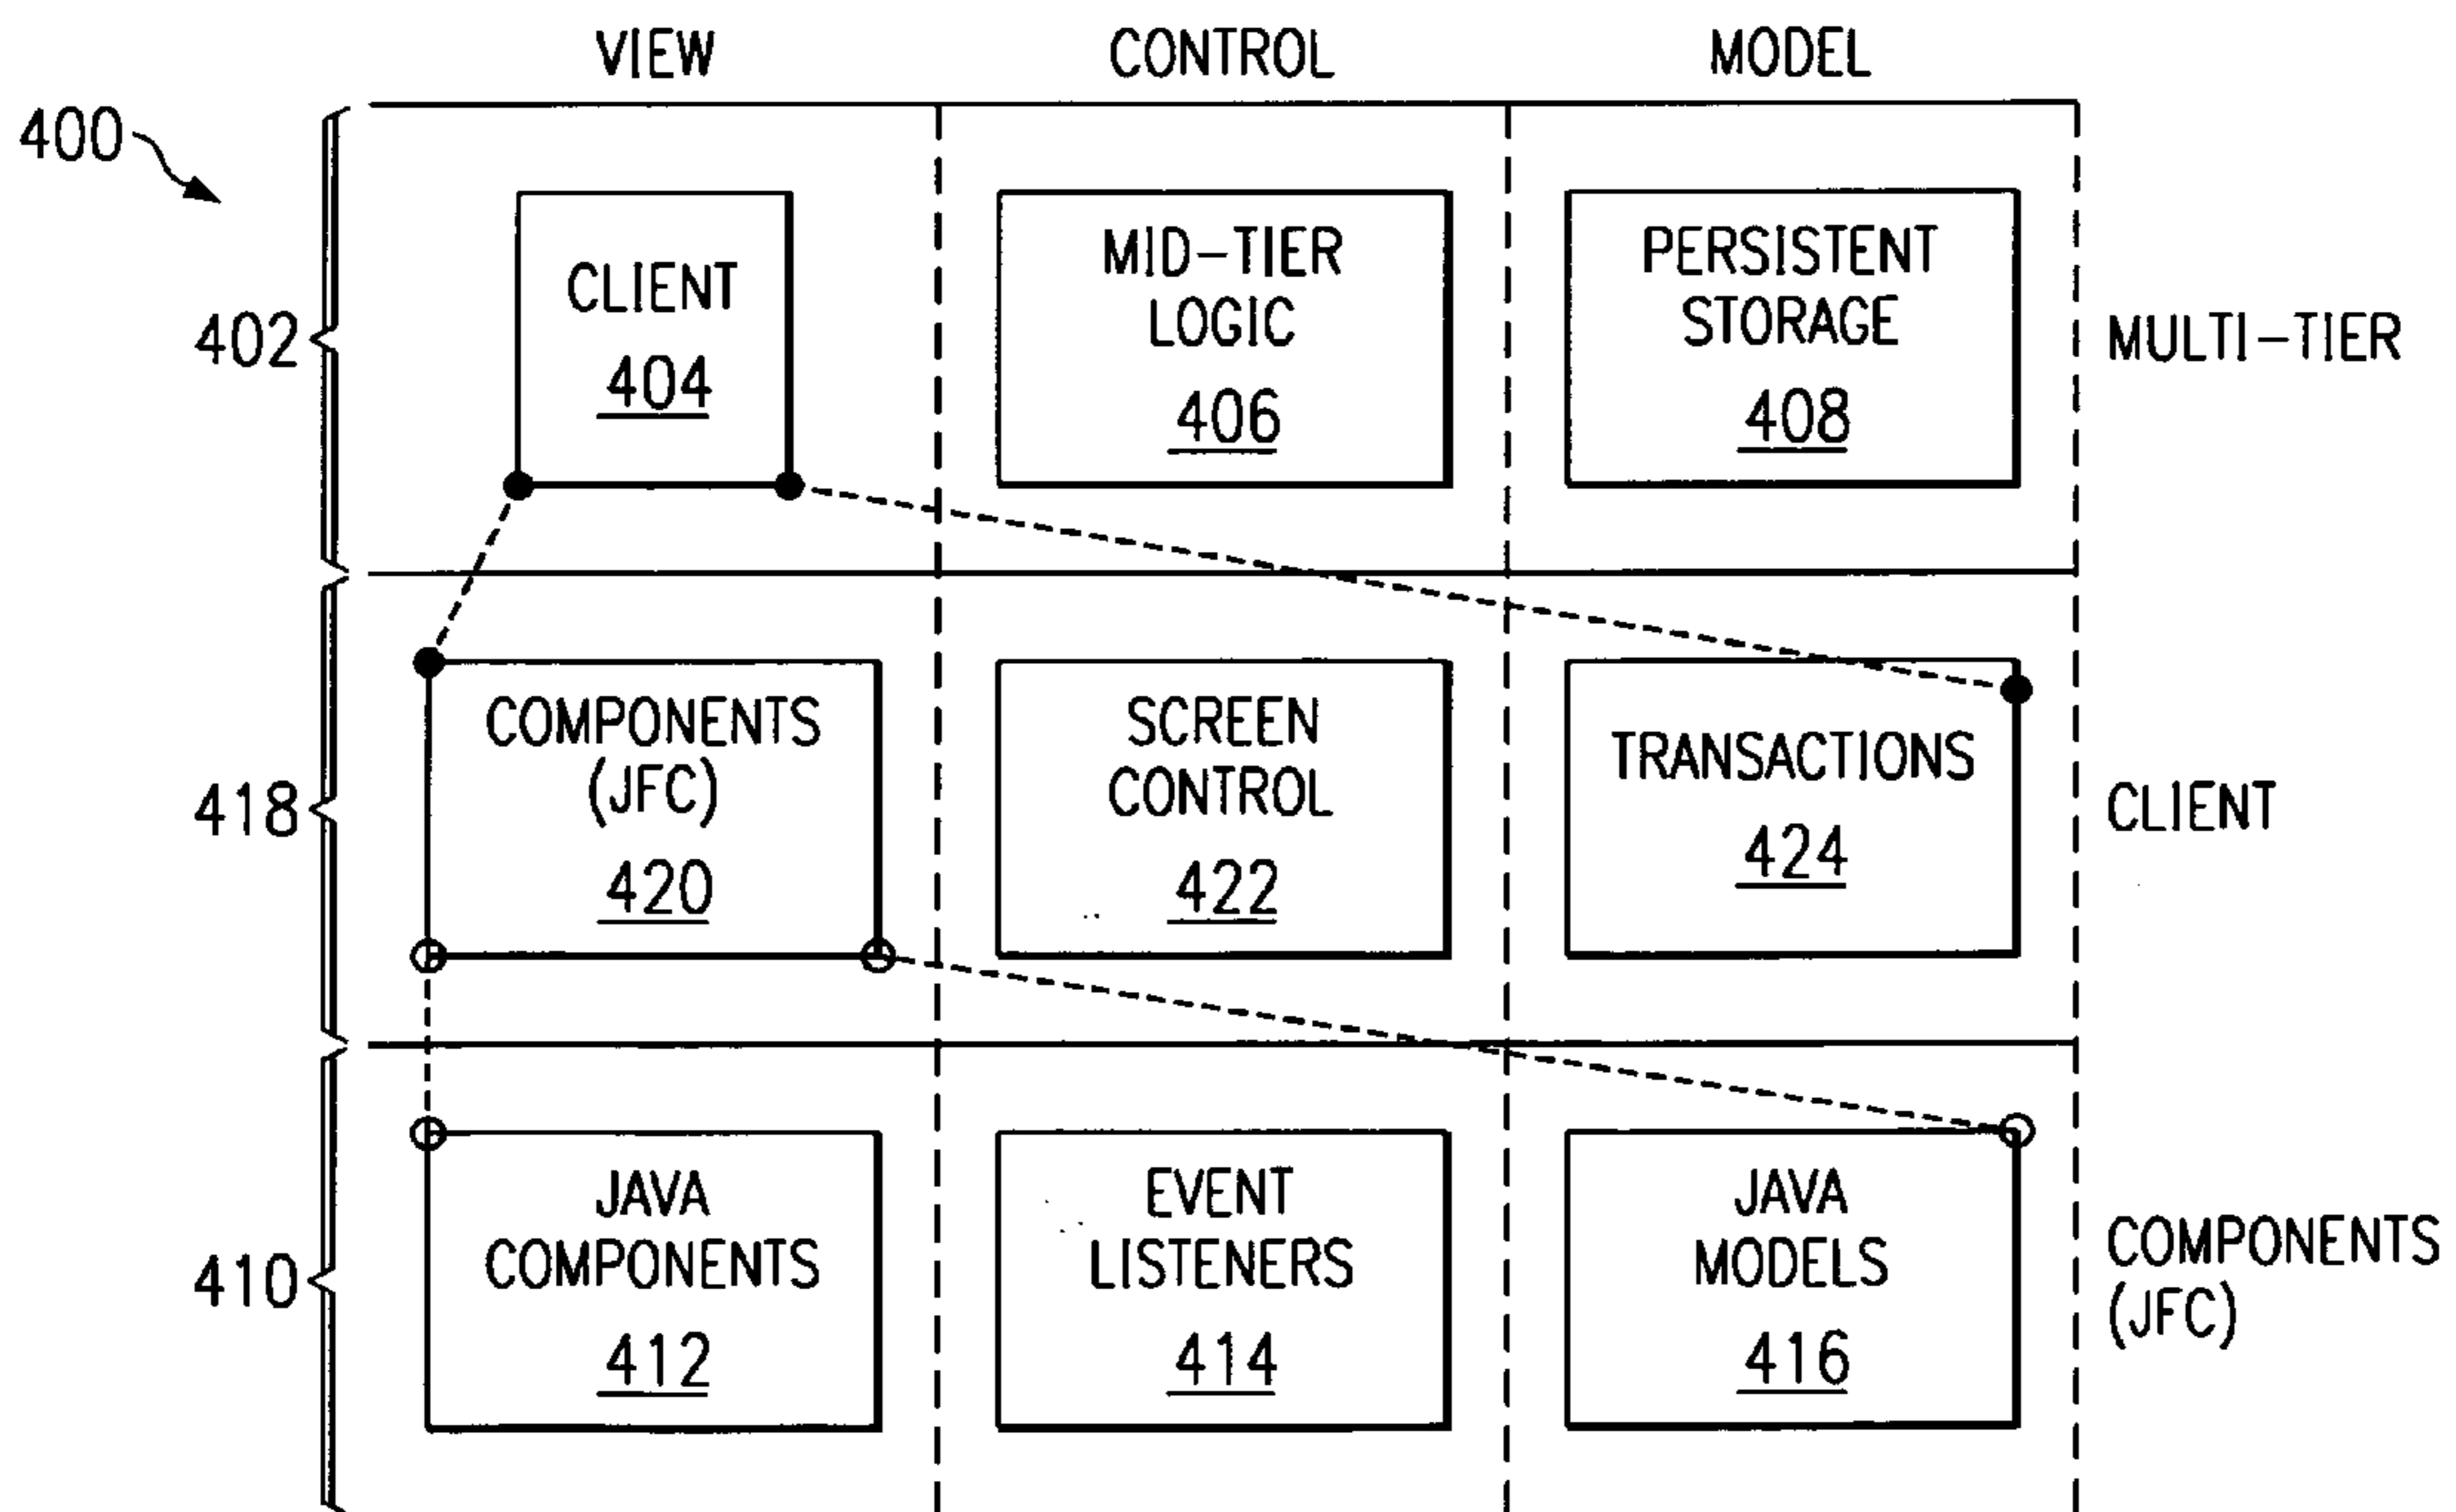 VIEW CONTROL MODEL
400
402
CLIENT
404
MID-TIER
LOGIC
406
PERSISTENT
STORAGE
408
MULTI-TIER
418
COMPONENTS
(JFC)
420
SCREEN
CONTROL
422
TRANSACTIONS
424
CLIENT
410
JAVA
COMPONENTS
412
EVENT
LISTENERS
414
JAVA
MODELS
416
COMPONENTS
(JFC)